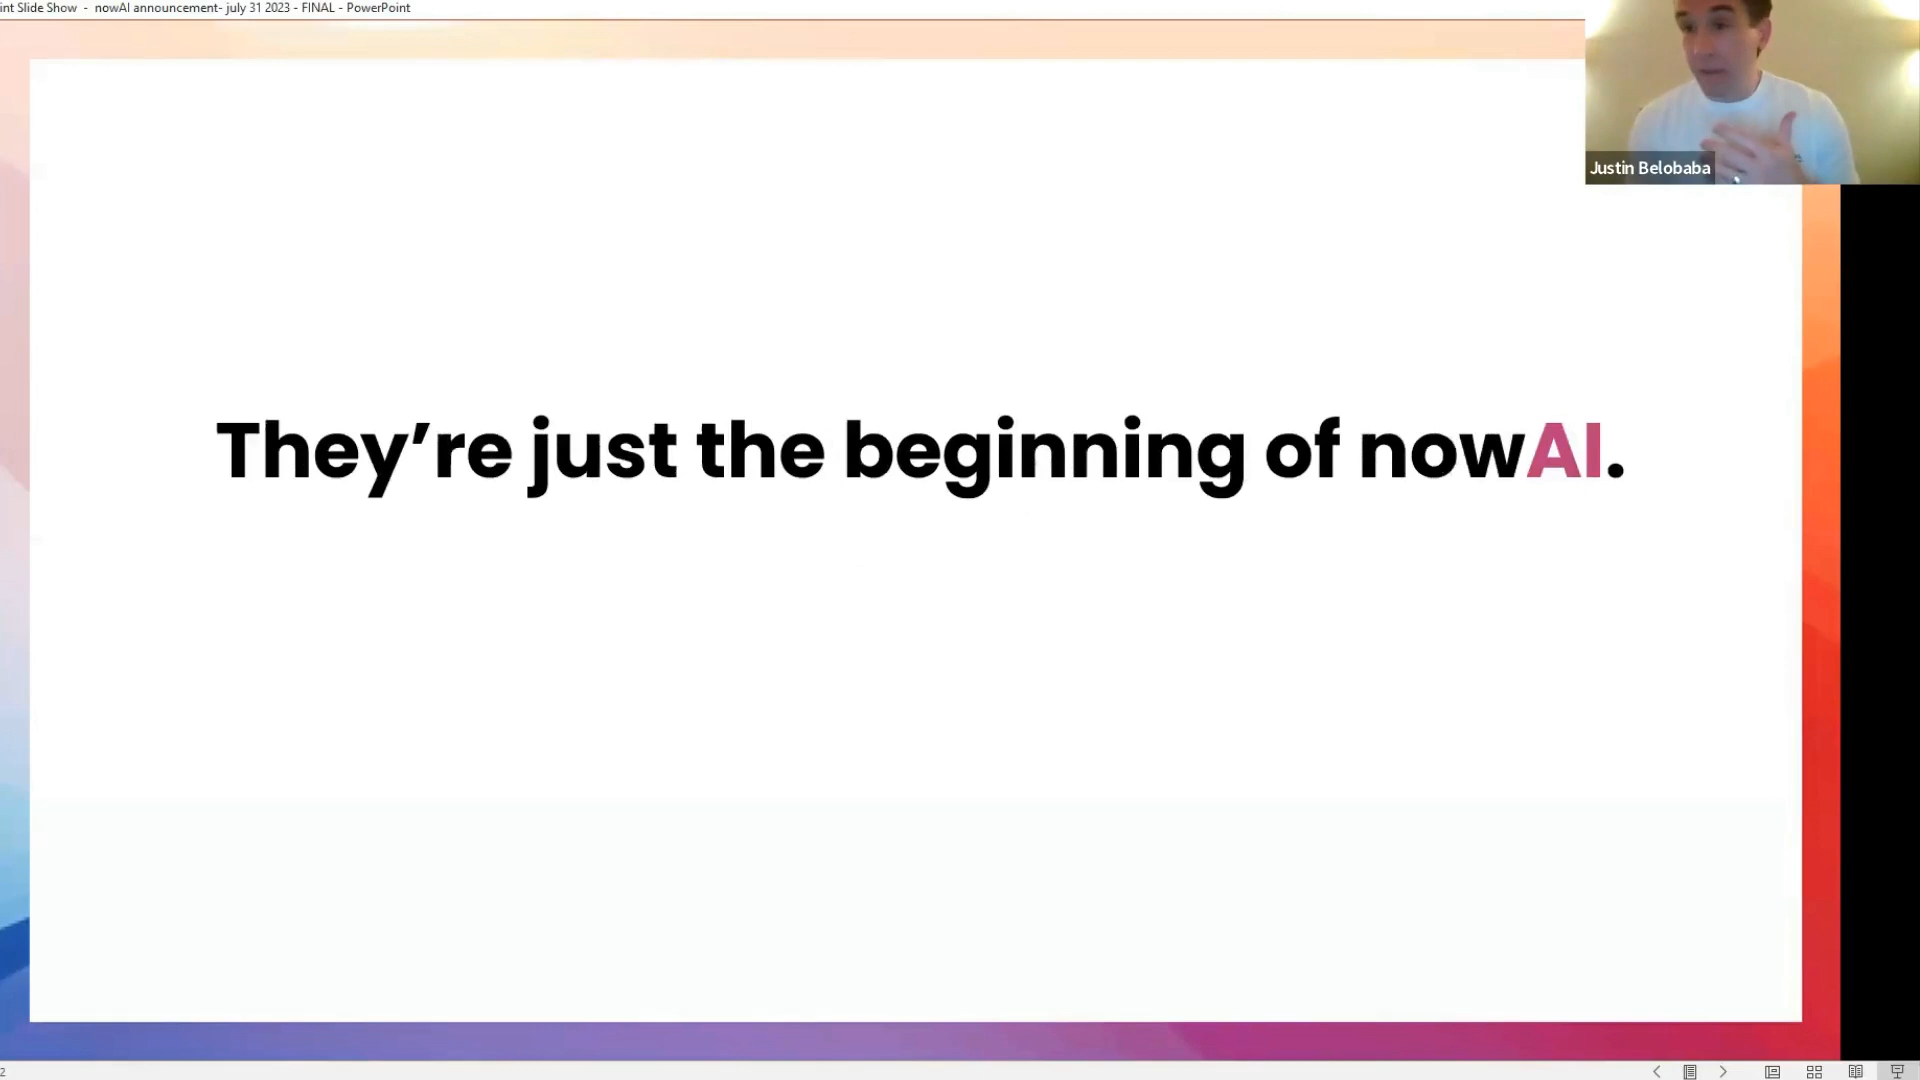 int Slide Show - nowAI announcement- july 31 2023 - FINAL - PowerPoint
Justin Belobaba
They’re just the beginning of nowAI.
2